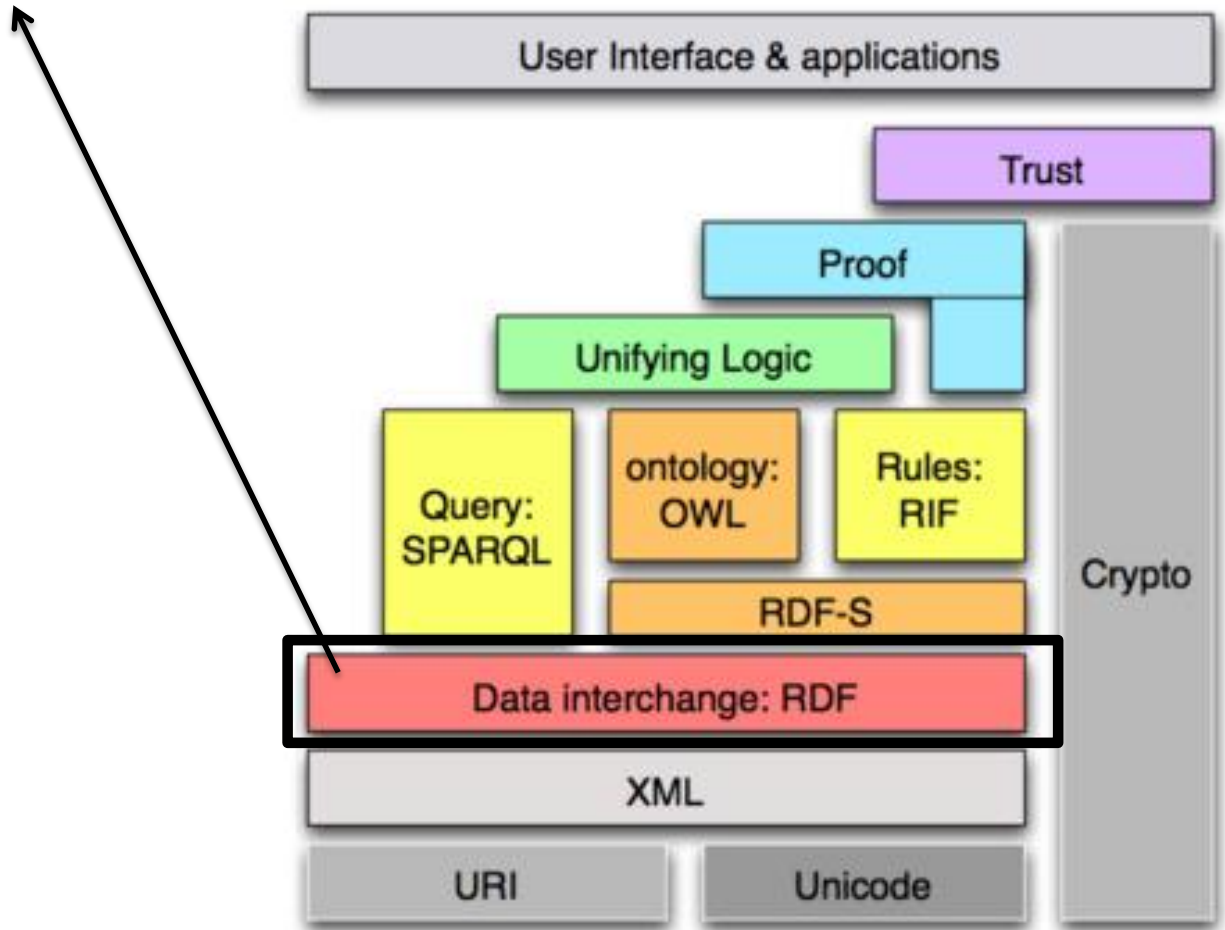 User Interface & applications
Trust
Proof
Unifying Logic
Query:
SPARQL
ontology:
OWL
Rules:
RIF
Crypto
RDF-S
Data interchange: RDF
XML
URI
Unicode